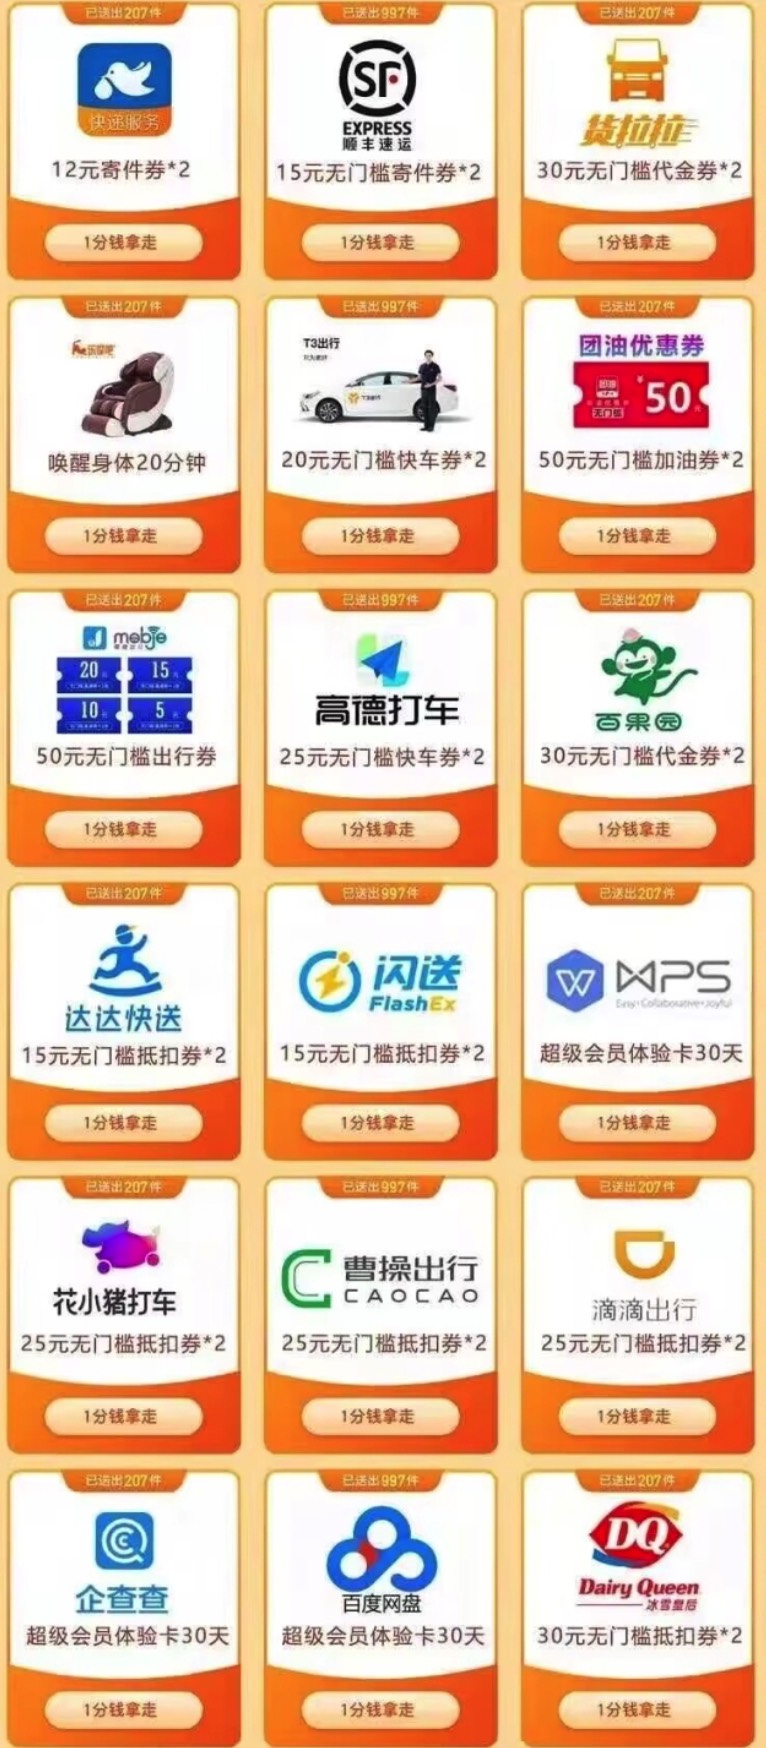 已送出207件
快递服务
12元寄件券*2
1分钱拿走
已送出997件
SF
EXPRESS
顺丰速运
15元无门槛寄件券*2
1分钱拿走
已送出207件
货拉拉
30元无门槛代金券*2
1分钱拿走
已送出207件
乐摩吧
唤醒身体20分钟
1分钱拿走
已送出997件
T3出行
20元无门槛快车券*2
1分钱拿走
已送出207件
团油优惠券
¥50
无门槛
50元无门槛加油券*2
1分钱拿走
已送出207件
mobje
20元
15元
10元
5元
50元无门槛出行券
1分钱拿走
已送出997件
高德打车
25元无门槛快车券*2
1分钱拿走
已送出207件
百果园
30元无门槛代金券*2
1分钱拿走
已送出207件
达达快送
15元无门槛抵扣券*2
1分钱拿走
已送出997件
闪送
FlashEx
15元无门槛抵扣券*2
1分钱拿走
已送出207件
WPS
Easy·Collaborative·Joyful
超级会员体验卡30天
1分钱拿走
已送出207件
花小猪打车
25元无门槛抵扣券*2
1分钱拿走
已送出997件
曹操出行
CAOCAO
25元无门槛抵扣券*2
1分钱拿走
已送出207件
滴滴出行
25元无门槛抵扣券*2
1分钱拿走
已送出207件
企查查
超级会员体验卡30天
1分钱拿走
已送出997件
百度网盘
超级会员体验卡30天
1分钱拿走
已送出207件
DQ
Dairy Queen
冰雪皇后
30元无门槛抵扣券*2
1分钱拿走